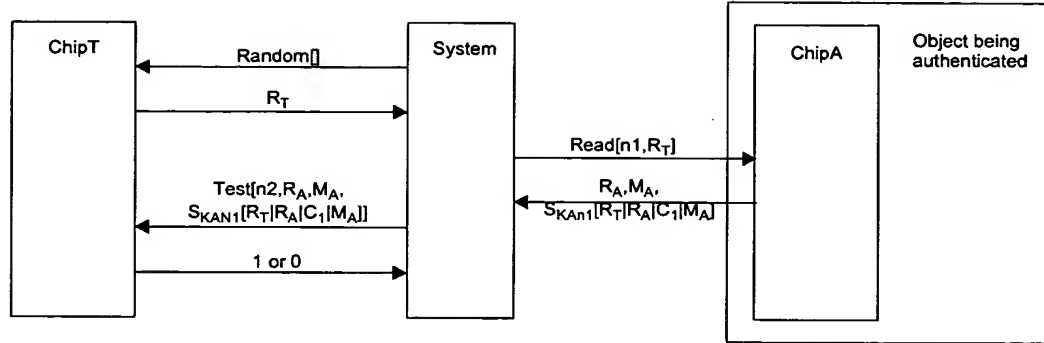 ChipT
System
ChipA
Object being
authenticated
Random[]
R_T
Read[n1,R_T]
R_A,M_A,
S_KAn1[R_T|R_A|C_1|M_A]
Test[n2,R_A,M_A,
S_KAN1[R_T|R_A|C_1|M_A]]
1 or 0